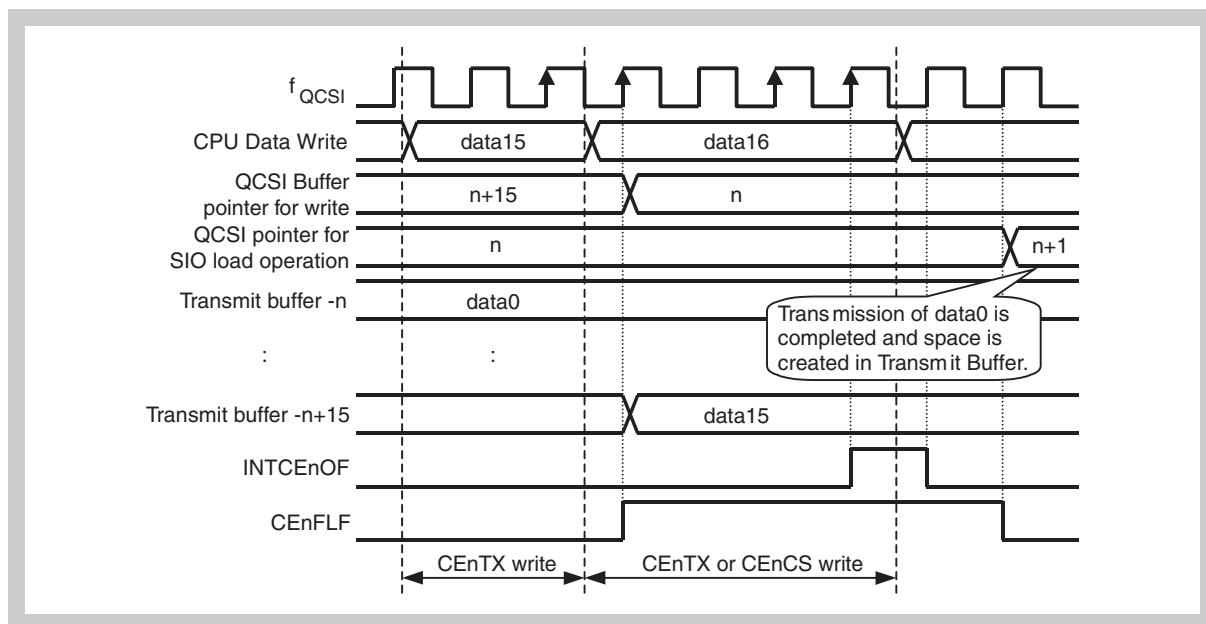 f QCSI
CPU Data Write
data15
data16
QCSI Buffer
pointer for write
n+15
n
QCSI pointer for
SIO load operation
n
n+1
Transmit buffer -n
data0
Transmission of data0 is
completed and space is
created in Transmit Buffer.
:
:
Transmit buffer -n+15
data15
INTCEnOF
CEnFLF
CEnTX write
CEnTX or CEnCS write